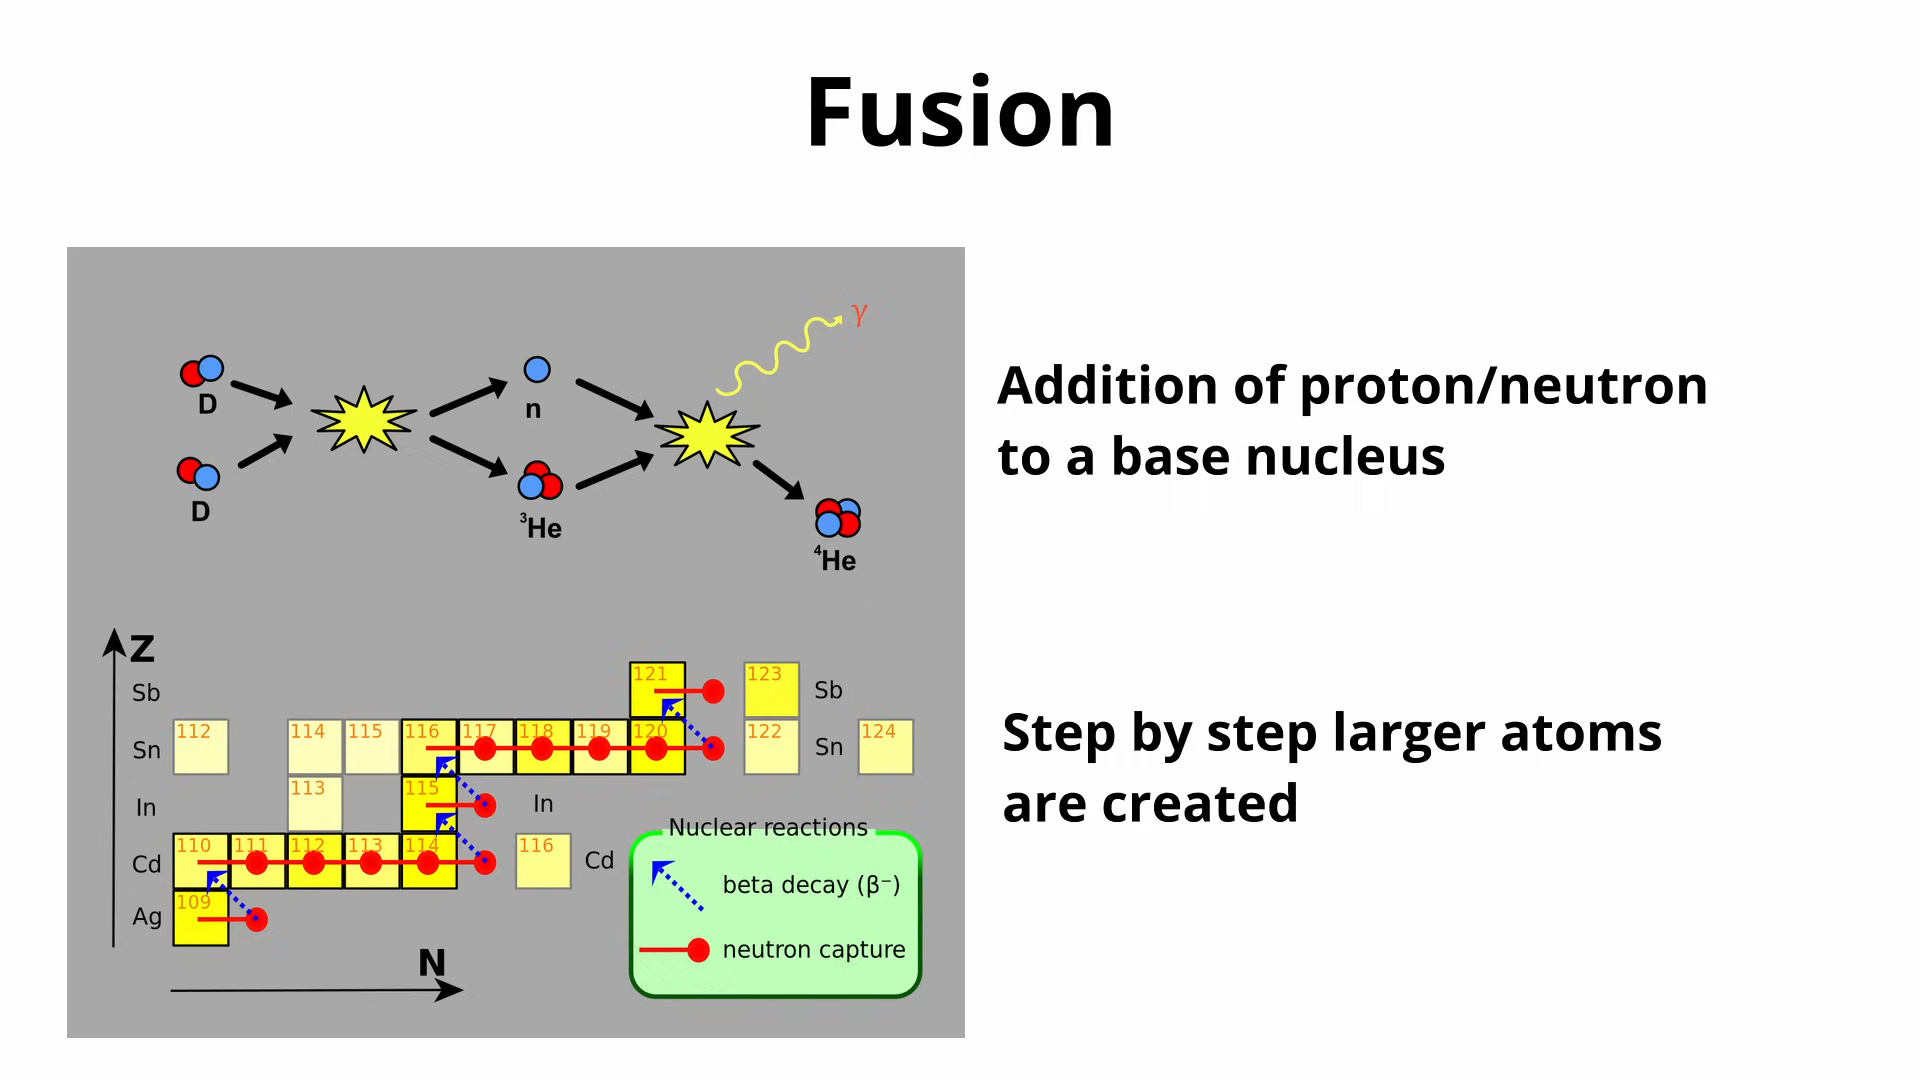 Fusion
γ
D
n
D
³He
⁴He
Addition of proton/neutron
to a base nucleus
Z
Sb
121
123
Sb
Sn
112
114
115
116
117
118
119
120
122
Sn
124
In
113
115
In
Cd
110
111
112
113
114
116
Cd
Ag
109
N
Nuclear reactions
beta decay (β⁻)
neutron capture
Step by step larger atoms
are created